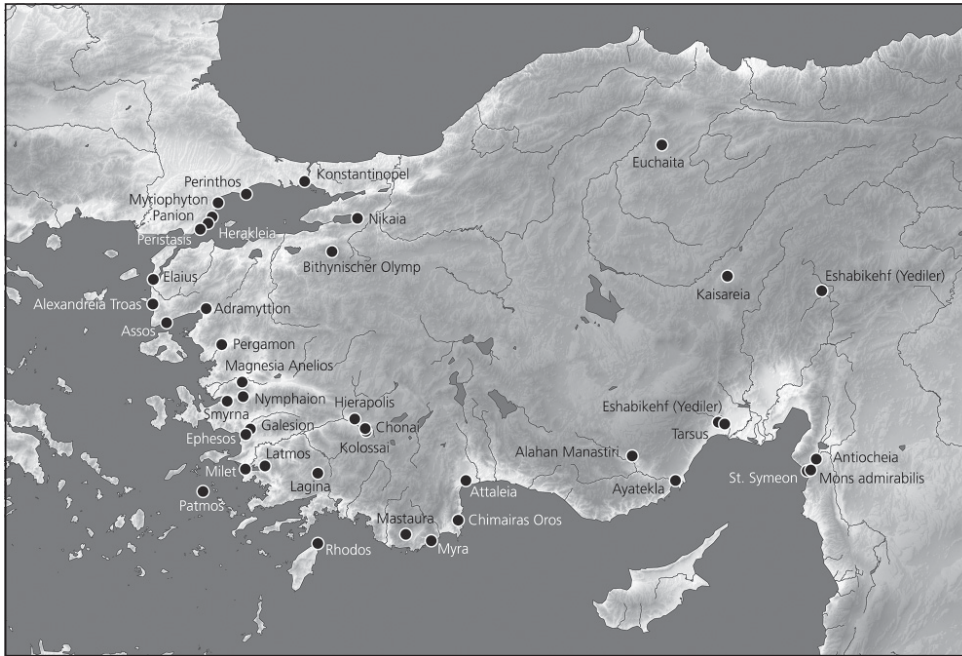 Euchaita
Konstantinopel
Perinthos
Myriophyton
Panion
Nikaia
Herakleia
Peristasis
Bithynischer Olymp
Elaius
Kaisareia
Eshabikehf (Yediler)
Alexandreia Troas
Adramyttion
Assos
Pergamon
Magnesia Anelios
Nymphaion
Smyrna
Hierapolis
Eshabikehf (Yediler)
Galesion
Chonai
Tarsus
Ephesos
Kolossai
Latmos
Alahan Manastiri
Antiocheia
Milet
St. Symeon
Mons admirabilis
Lagina
Attaleia
Ayatekla
Patmos
Mastaura
Chimairas Oros
Rhodos
Myra